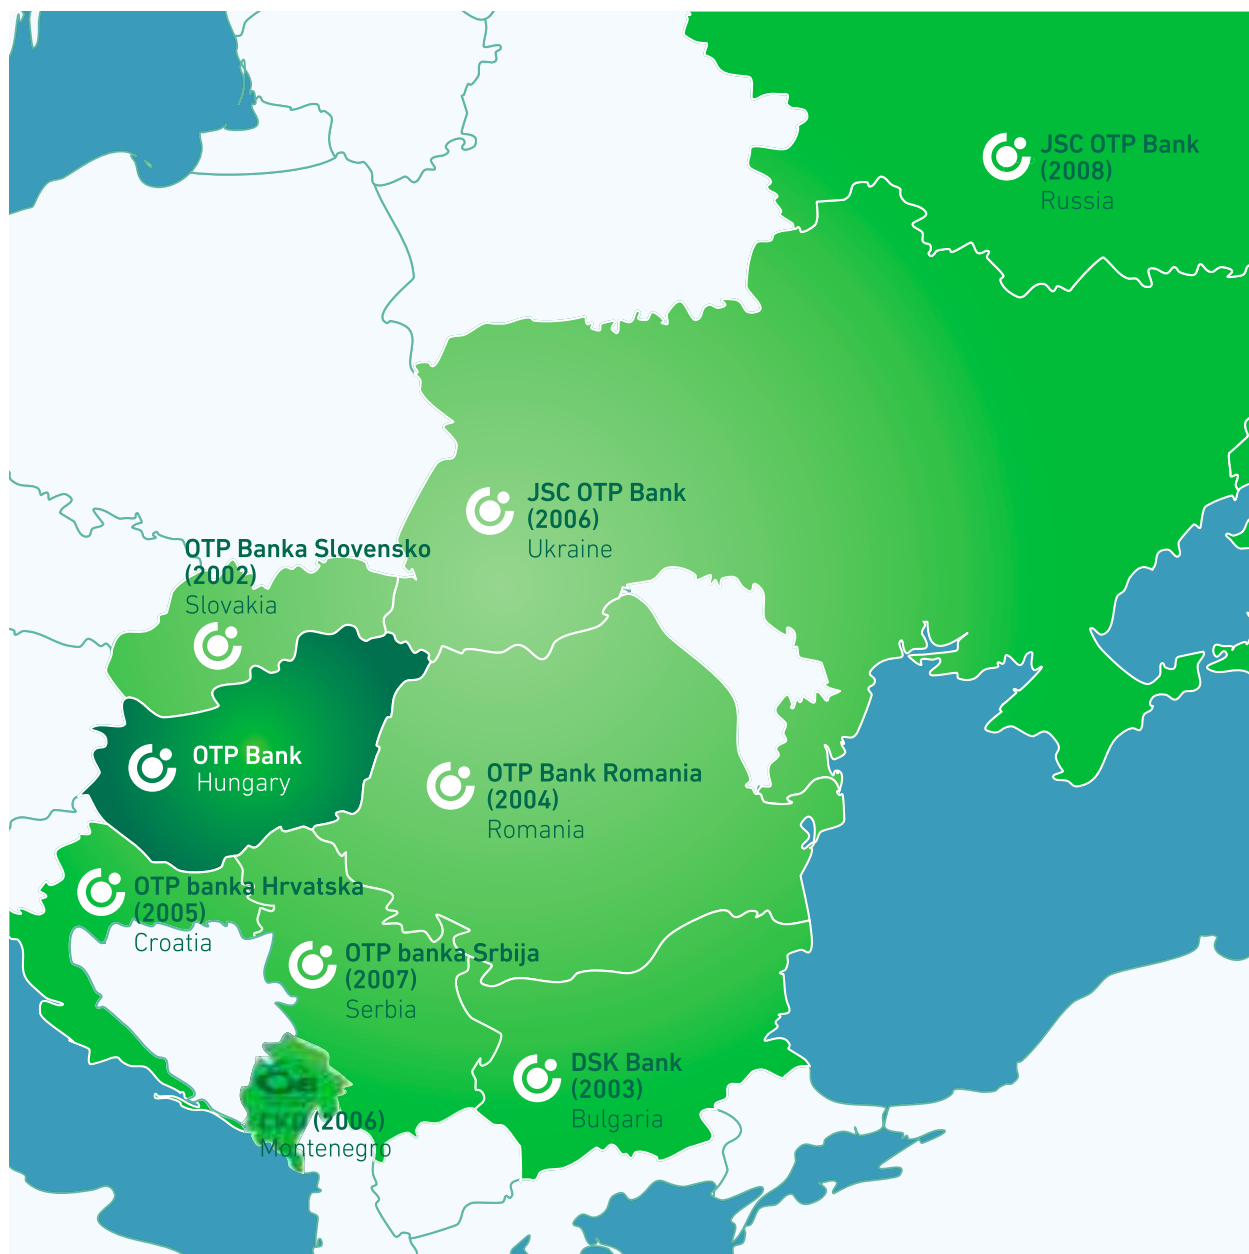 JSC OTP Bank
(2008)
Russia
JSC OTP Bank
(2006)
Ukraine
OTP Banka Slovensko
(2002)
Slovakia
OTP Bank
Hungary
OTP Bank Romania
(2004)
Romania
OTP banka Hrvatska
(2005)
Croatia
OTP banka Srbija
(2007)
Serbia
DSK Bank
(2003)
Bulgaria
(2006)
Montenegro